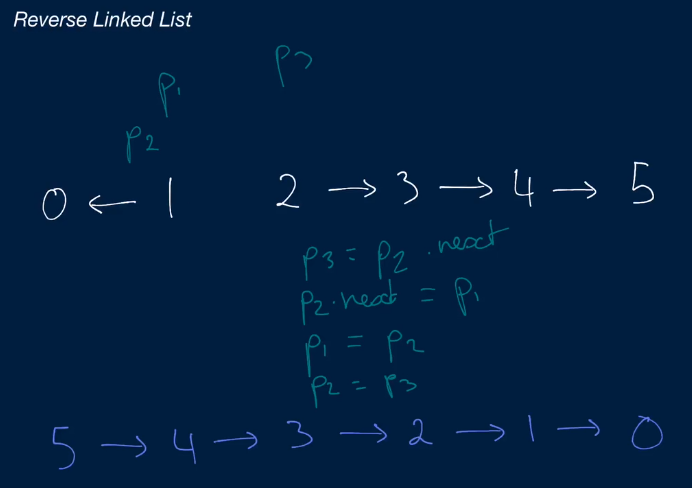 Reverse Linked List
p3
p1
p2
0 ← 1 2 → 3 → 4 → 5
p3 = p2 .next
p2.next = p1
p1 = p2
p2 = p3
5 → 4 → 3 → 2 → 1 → 0